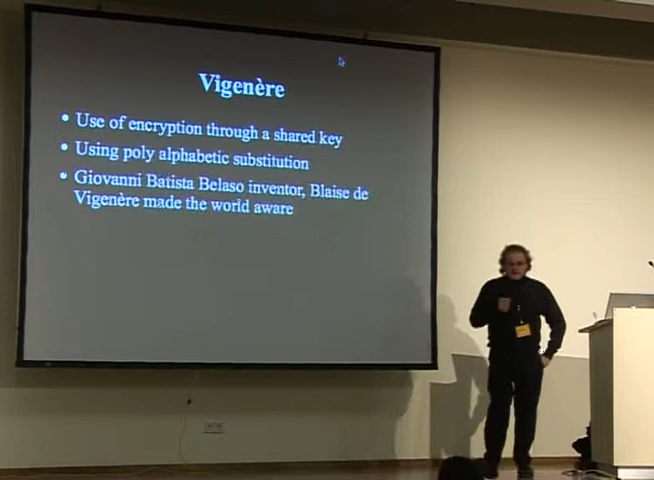 Vigenère
• Use of encryption through a shared key
• Using poly alphabetic substitution
• Giovanni Batista Belaso inventor, Blaise de
Vigenère made the world aware